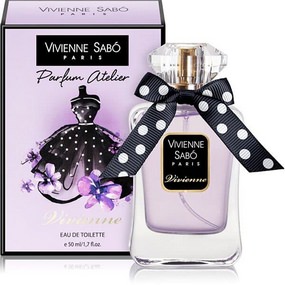 VIVIENNE SABÓ
PARIS
Parfum Atelier
Vivienne
EAU DE TOILETTE
e 50 ml/1,7 fl.oz.
VIVIENNE SABÓ
PARIS
Vivienne